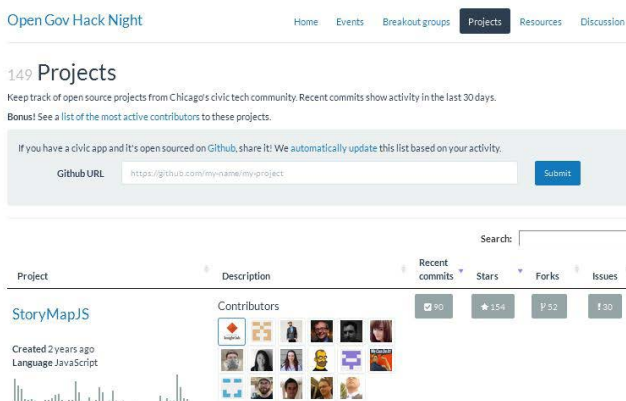 Open Gov Hack Night
Home Events Breakout groups Projects Resources Discussion
149 Projects
Keep track of open source projects from Chicago's civic tech community. Recent commits show activity in the last 30 days.
Bonus! See a list of the most active contributors to these projects.
If you have a civic app and it's open sourced on Github, share it! We automatically update this list based on your activity.
Github URL https://github.com/my-name/my-project Submit
Search:
Project Description Recent commits Stars Forks Issues
StoryMapJS Contributors 90 154 52 30
Created 2 years ago
Language JavaScript